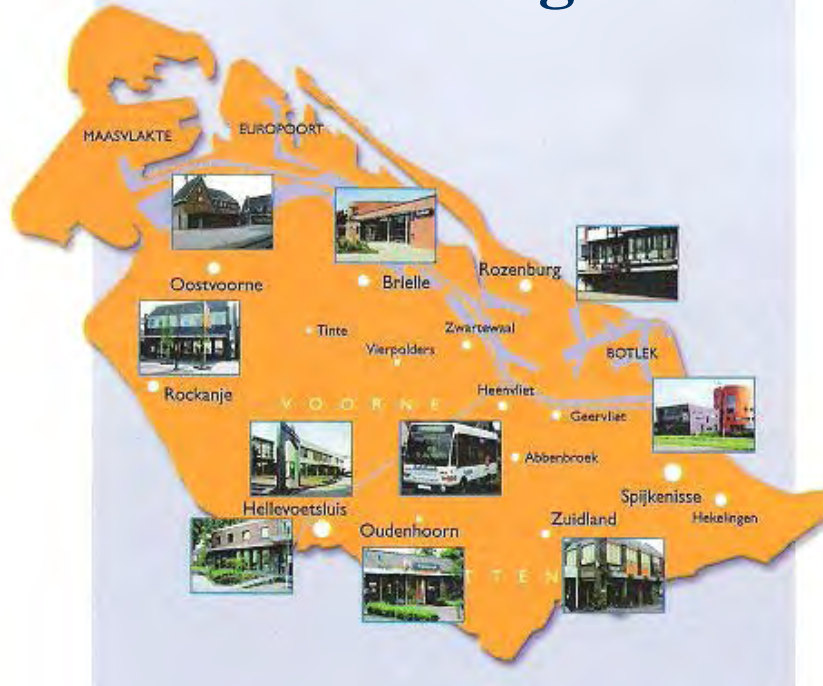 g
MAASVLAKTE
EUROPOORT
Oostvoorne
Brielle
Rozenburg
Tinte
Zwartewaal
Vierpolders
BOTLEK
Rockanje
Heenvliet
VOORNE
Geervliet
Abbenbroek
Spijkenisse
Hekelingen
Hellevoetsluis
Oudenhoorn
Zuidland
TTEN